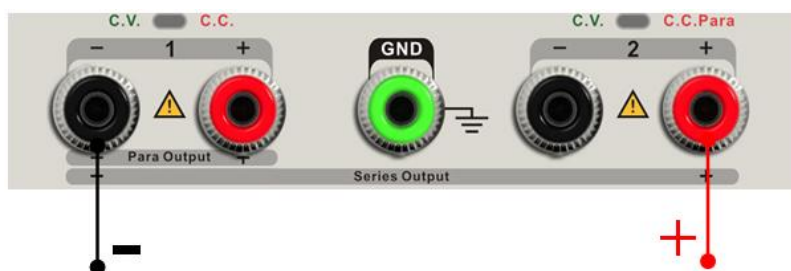 C.V. C.C. C.V. C.C.Para
− 1 + GND − 2 +
− Para Output +
− Series Output +
− +